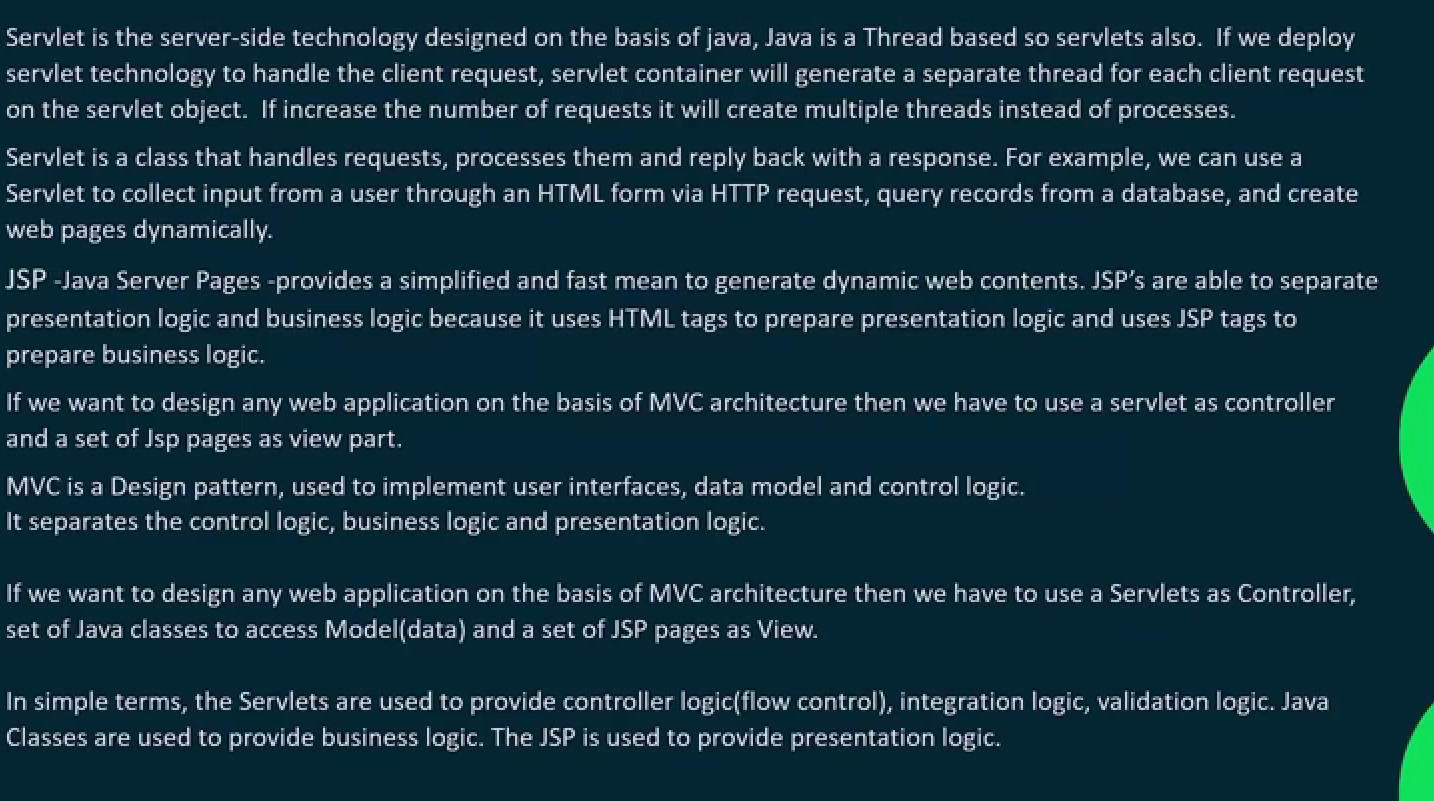 Servlet is the server-side technology designed on the basis of java, Java is a Thread based so servlets also.  If we deploy
servlet technology to handle the client request, servlet container will generate a separate thread for each client request
on the servlet object.  If increase the number of requests it will create multiple threads instead of processes.
Servlet is a class that handles requests, processes them and reply back with a response. For example, we can use a
Servlet to collect input from a user through an HTML form via HTTP request, query records from a database, and create
web pages dynamically.
JSP -Java Server Pages -provides a simplified and fast mean to generate dynamic web contents. JSP’s are able to separate
presentation logic and business logic because it uses HTML tags to prepare presentation logic and uses JSP tags to
prepare business logic.
If we want to design any web application on the basis of MVC architecture then we have to use a servlet as controller
and a set of Jsp pages as view part.
MVC is a Design pattern, used to implement user interfaces, data model and control logic.
It separates the control logic, business logic and presentation logic.
If we want to design any web application on the basis of MVC architecture then we have to use a Servlets as Controller,
set of Java classes to access Model(data) and a set of JSP pages as View.
In simple terms, the Servlets are used to provide controller logic(flow control), integration logic, validation logic. Java
Classes are used to provide business logic. The JSP is used to provide presentation logic.